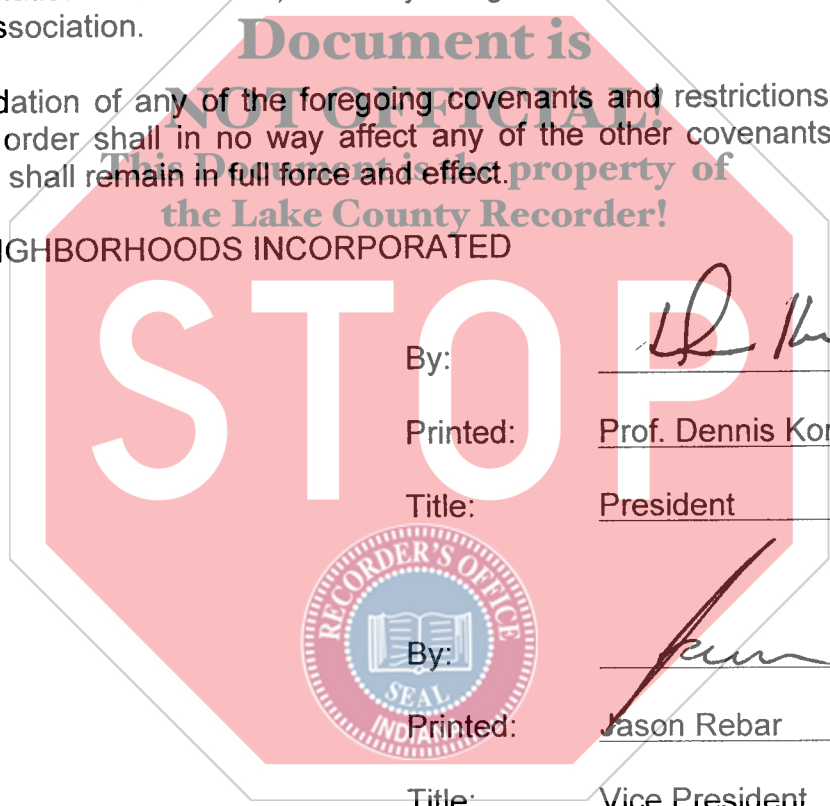 ssociation.
Document is
dation of any of the foregoing covenants and restrictions
NOT OFFICIAL!
order shall in no way affect any of the other covenants
This Document is the property of
shall remain in full force and effect.
the Lake County Recorder!
IGHBORHOODS INCORPORATED
STOP
By:
Printed: Prof. Dennis Kor
Title: President
RECORDER'S OFFICE
SEAL
INDIANA
By:
Printed: Jason Rebar
Title: Vice President